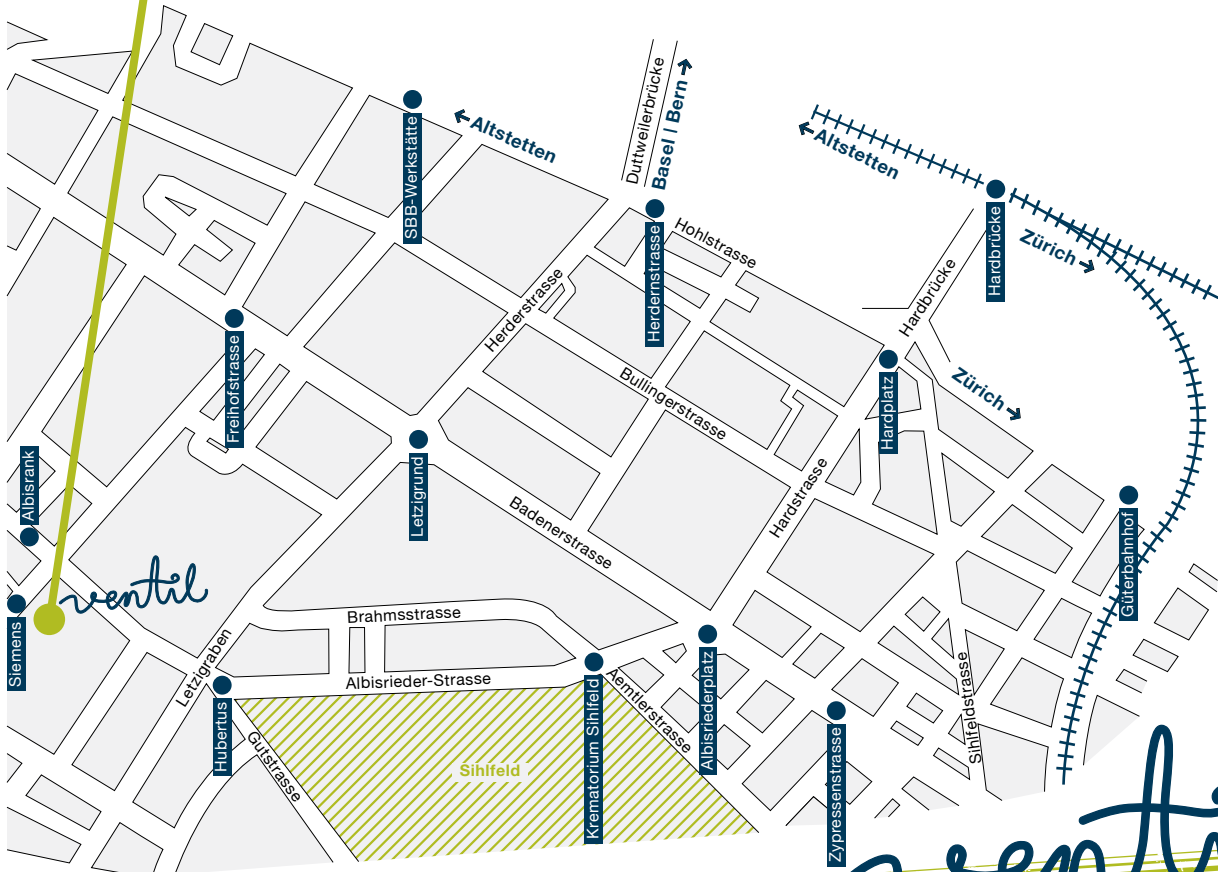 Duttweilerbrücke
Basel | Bern
SBB-Werkstätte
Altstetten
Altstetten
Hardbrücke
Zürich
Herdernstrasse
Hohlstrasse
Hardbrücke
Herderstrasse
Freihofstrasse
Bullingerstrasse
Hardplatz
Zürich
Albisrank
Letzigrund
Badenerstrasse
Hardstrasse
Güterbahnhof
ventil
Siemens
Brahmsstrasse
Letzigraben
Albisrieder-Strasse
Hubertus
Gutstrasse
Sihlfeld
Krematorium Sihlfeld
Aemtlerstrasse
Albisriederplatz
Sihlfeldstrasse
Zypressenstrasse